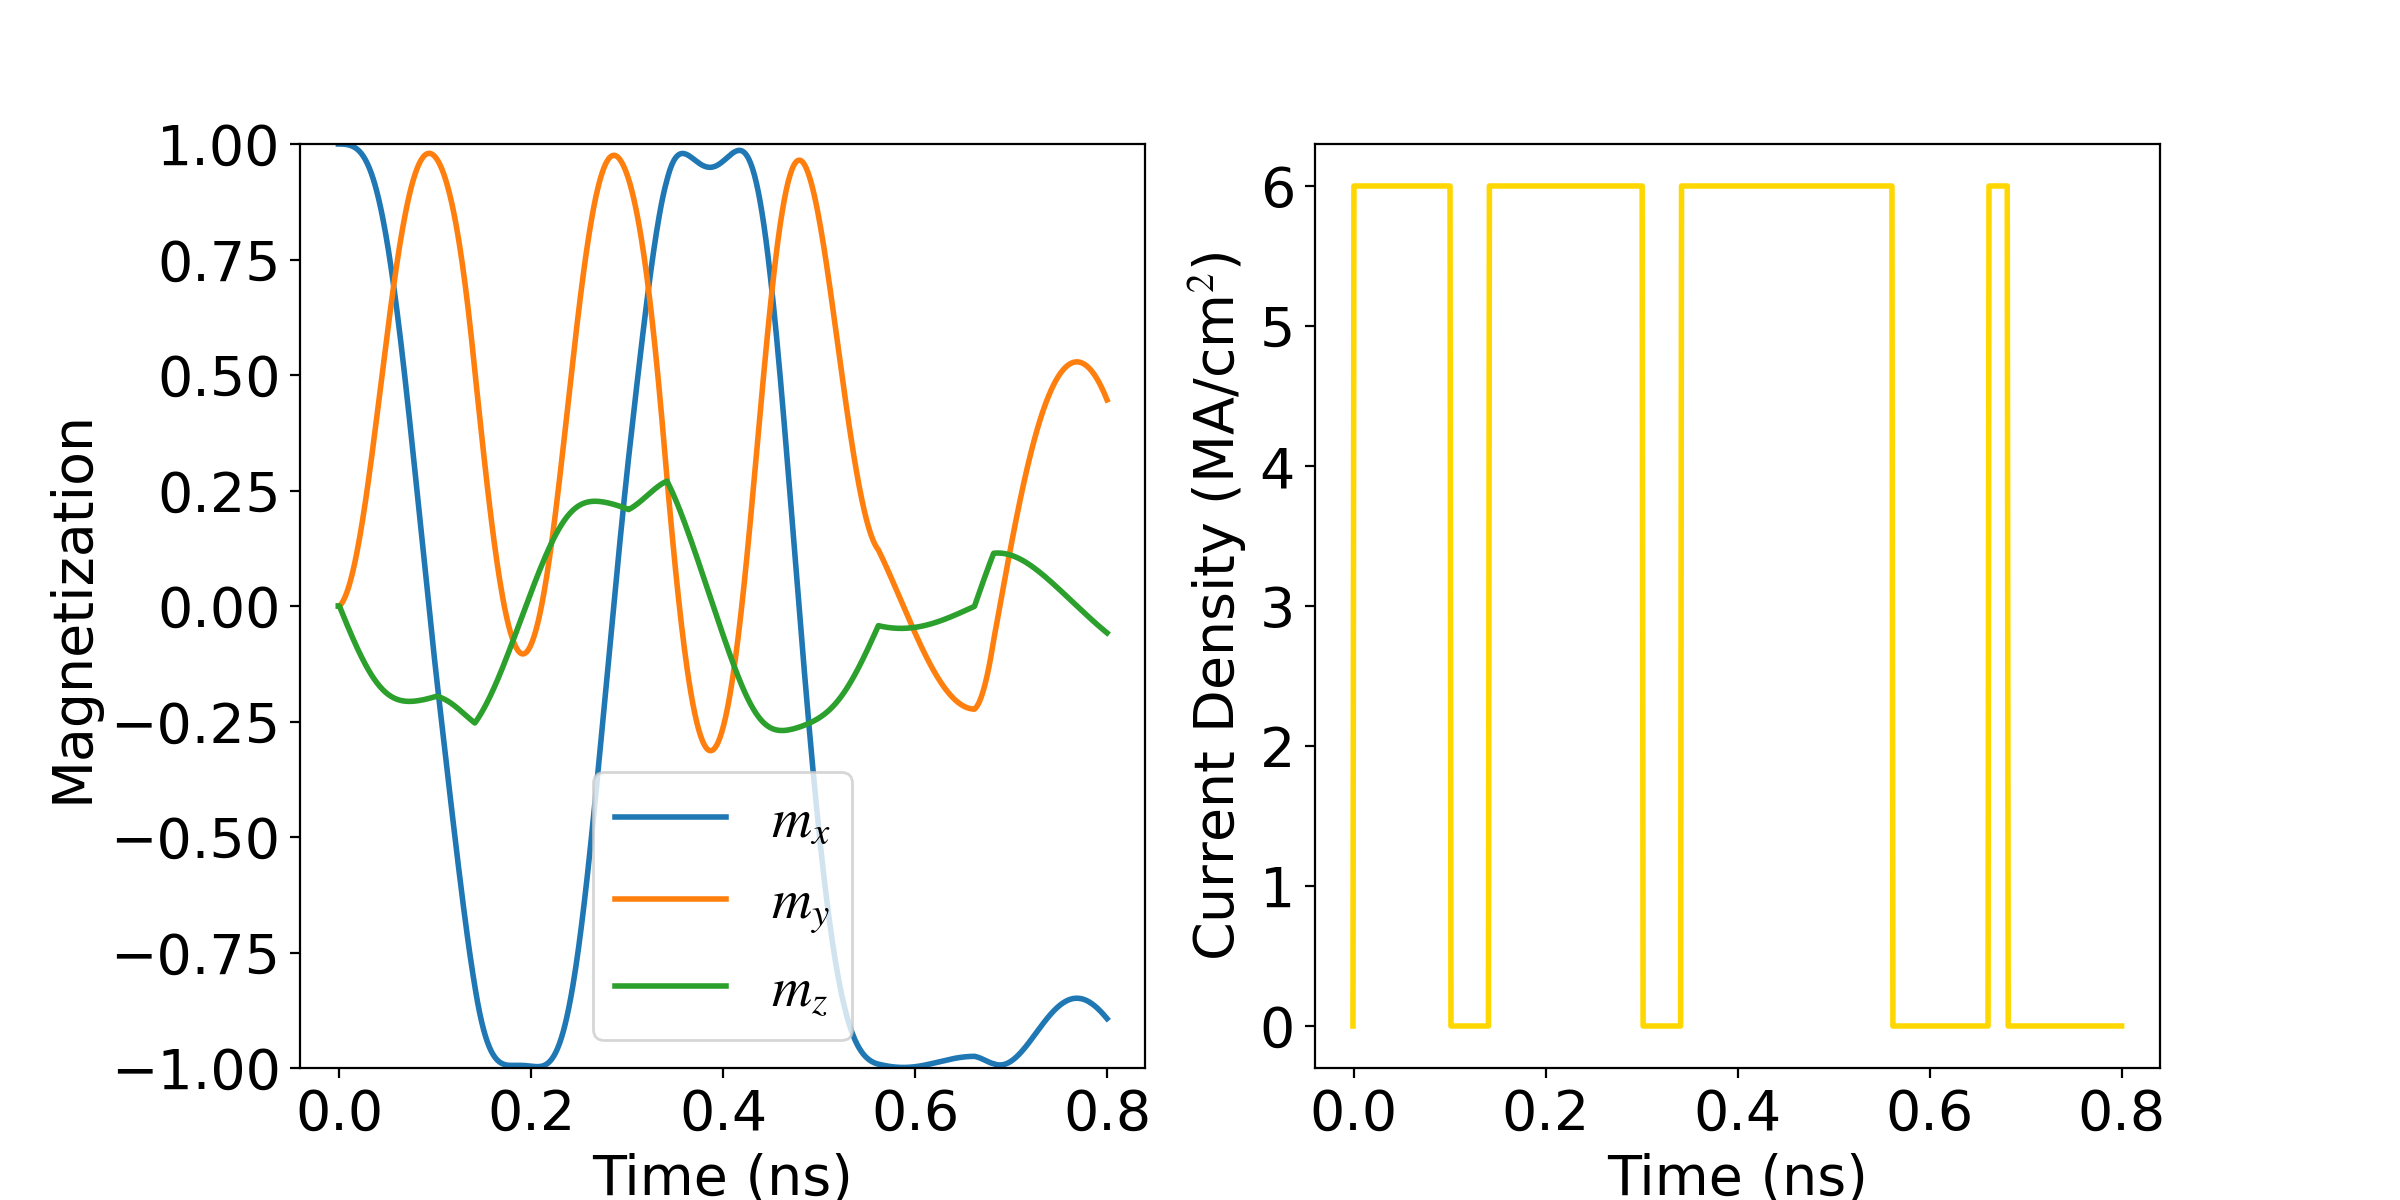 Magnetization
1.00
0.75
0.50
0.25
0.00
−0.25
−0.50
−0.75
−1.00
0.0 0.2 0.4 0.6 0.8
Time (ns)
m_x
m_y
m_z
Current Density (MA/cm²)
6
5
4
3
2
1
0
0.0 0.2 0.4 0.6 0.8
Time (ns)